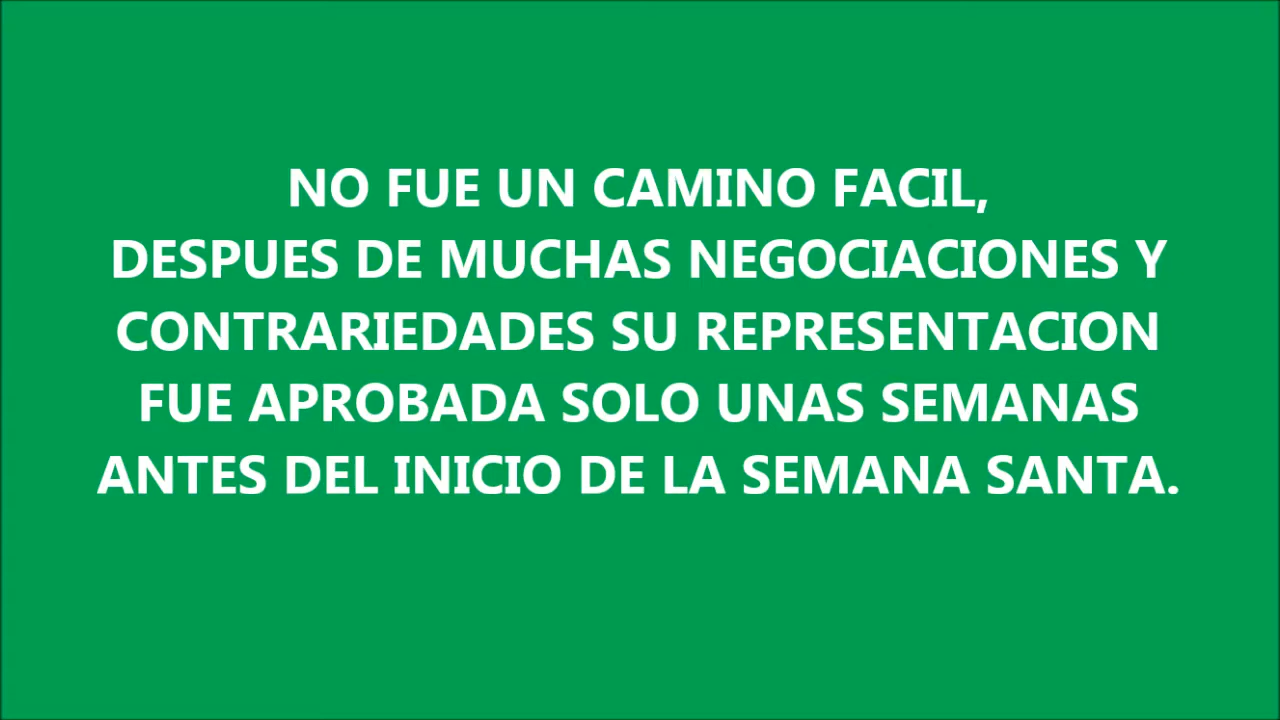 NO FUE UN CAMINO FACIL,
DESPUES DE MUCHAS NEGOCIACIONES Y
CONTRARIEDADES SU REPRESENTACION
FUE APROBADA SOLO UNAS SEMANAS
ANTES DEL INICIO DE LA SEMANA SANTA.